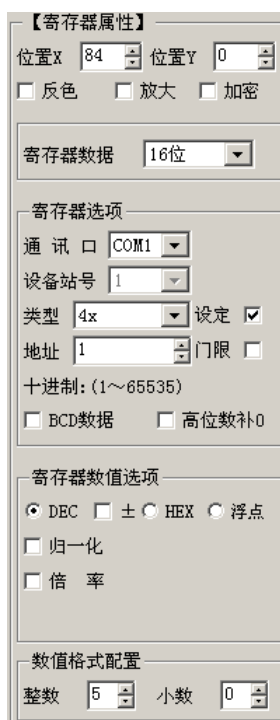 【寄存器属性】
位置X 84 位置Y 0
反色 放大 加密
寄存器数据 16位
寄存器选项
通 讯 口 COM1
设备站号 1
类型 4x 设定
地址 1 门限
十进制:(1～65535)
BCD数据 高位数补0
寄存器数值选项
DEC ± HEX 浮点
归一化
倍 率
数值格式配置
整数 5 小数 0